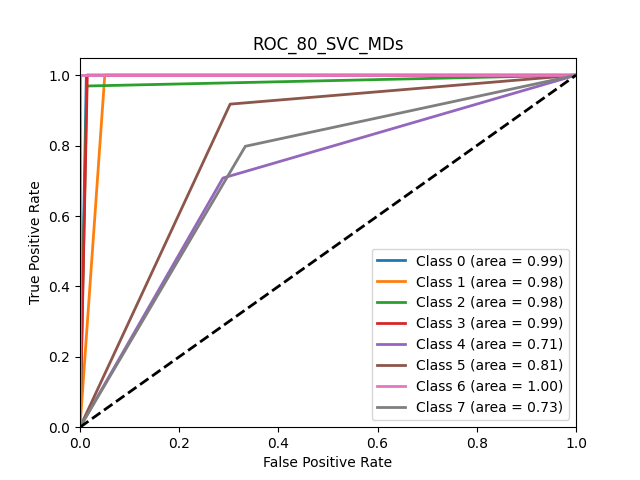 ROC_80_SVC_MDs
1.0
0.8
0.6
0.4
0.2
0.0
True Positive Rate
Class 0 (area = 0.99)
Class 1 (area = 0.98)
Class 2 (area = 0.98)
Class 3 (area = 0.99)
Class 4 (area = 0.71)
Class 5 (area = 0.81)
Class 6 (area = 1.00)
Class 7 (area = 0.73)
0.0 0.2 0.4 0.6 0.8 1.0
False Positive Rate